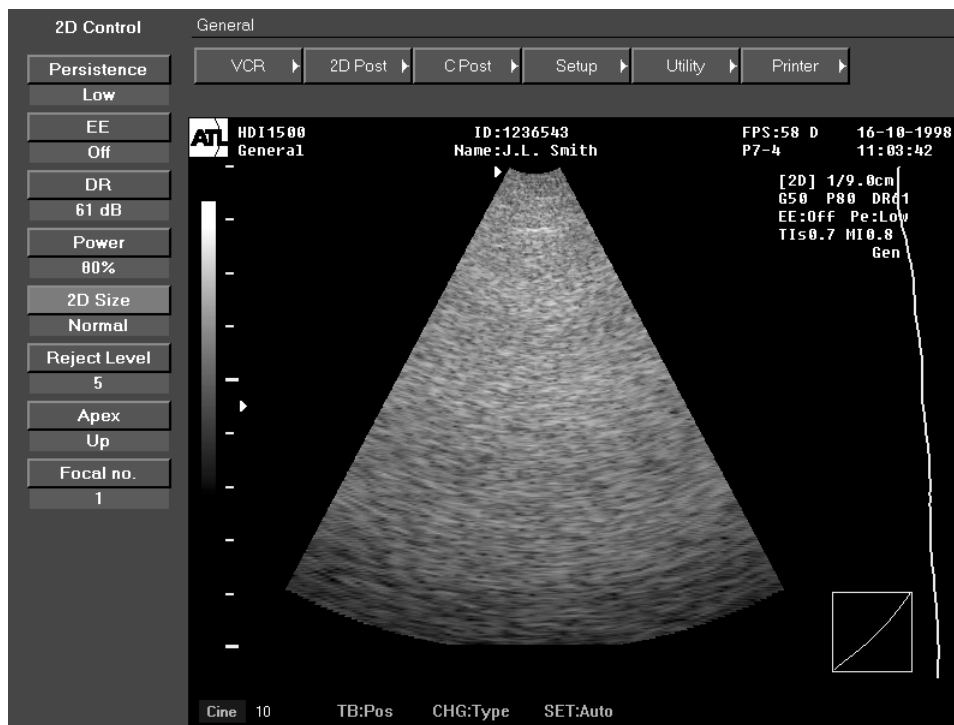 2D Control
Persistence
Low
EE
Off
DR
61 dB
Power
80%
2D Size
Normal
Reject Level
5
Apex
Up
Focal no.
1
General
VCR 2D Post C Post Setup Utility Printer
ATL
HDI1500 ID:1236543 FPS:58 D 16-10-1998
General Name:J.L. Smith P7-4 11:03:42
[2D] 1/9.0cm
G50 P80 DR61
EE:Off Pe:Low
TIs0.7 MI0.8
Gen
Cine 10 TB:Pos CHG:Type SET:Auto